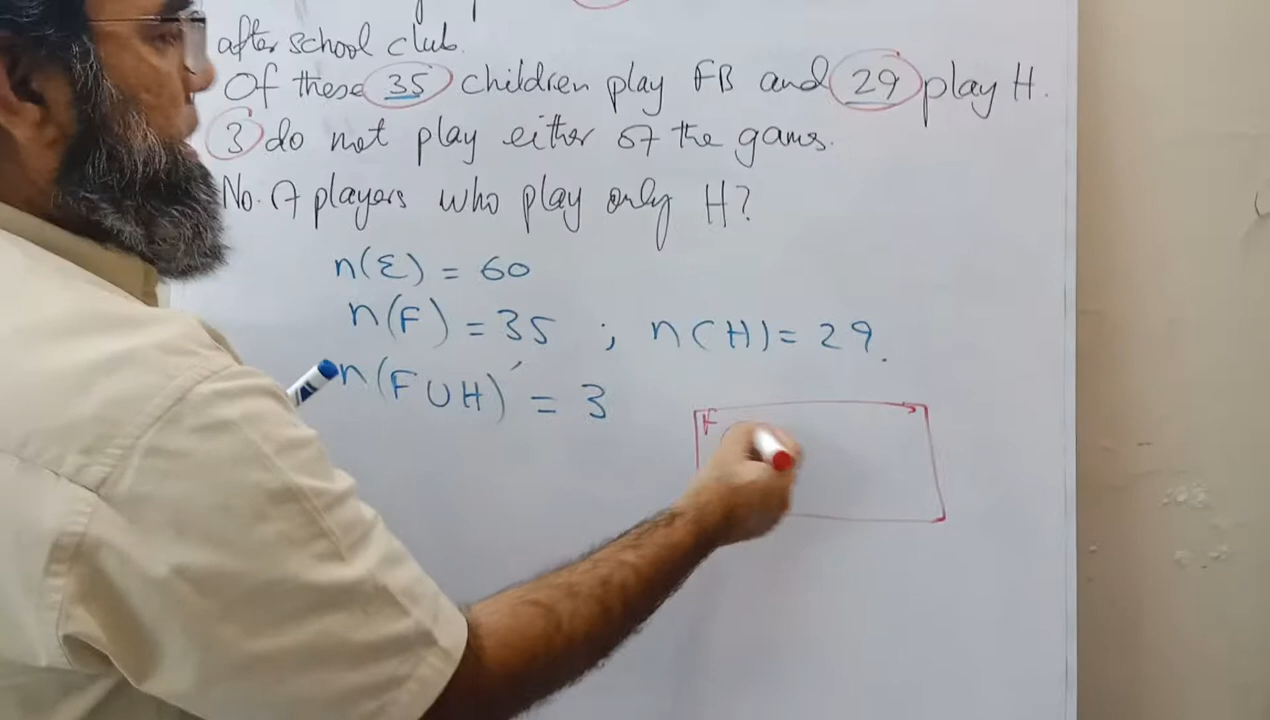 after school club.
Of these 35 children play FB and 29 play H.
3 do not play either of the games.
No. of players who play only H?
n(ε) = 60
n(F) = 35 ; n(H) = 29.
n(F∪H)′ = 3
F